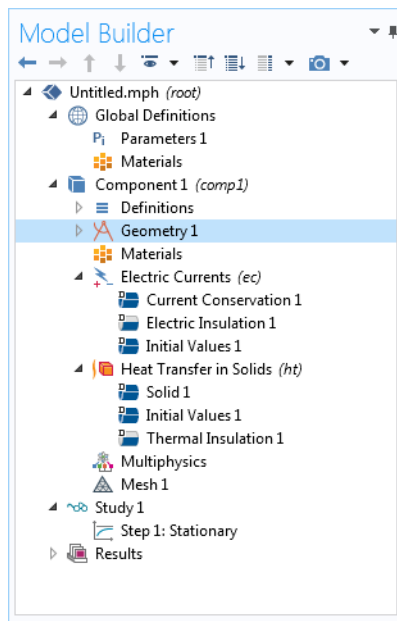 Model Builder
Untitled.mph (root)
Global Definitions
Pi Parameters 1
Materials
Component 1 (comp1)
Definitions
Geometry 1
Materials
Electric Currents (ec)
D Current Conservation 1
D Electric Insulation 1
D Initial Values 1
Heat Transfer in Solids (ht)
D Solid 1
D Initial Values 1
D Thermal Insulation 1
Multiphysics
Mesh 1
Study 1
Step 1: Stationary
Results